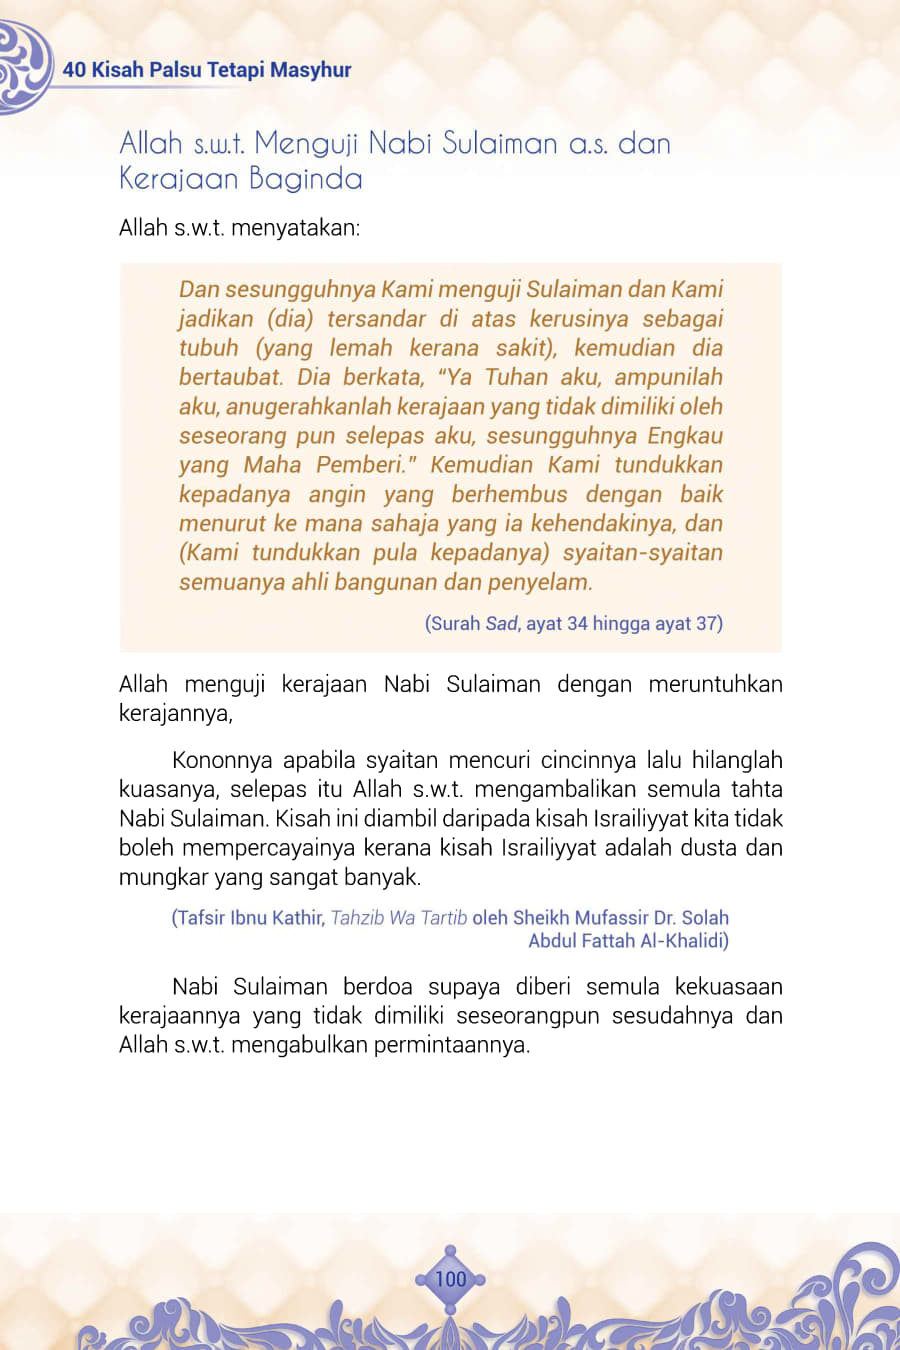 40 Kisah Palsu Tetapi Masyhur
Allah s.w.t. Menguji Nabi Sulaiman a.s. dan
Kerajaan Baginda
Allah s.w.t. menyatakan:
Dan sesungguhnya Kami menguji Sulaiman dan Kami
jadikan (dia) tersandar di atas kerusinya sebagai
tubuh (yang lemah kerana sakit), kemudian dia
bertaubat. Dia berkata, “Ya Tuhan aku, ampunilah
aku, anugerahkanlah kerajaan yang tidak dimiliki oleh
seseorang pun selepas aku, sesungguhnya Engkau
yang Maha Pemberi.” Kemudian Kami tundukkan
kepadanya angin yang berhembus dengan baik
menurut ke mana sahaja yang ia kehendakinya, dan
(Kami tundukkan pula kepadanya) syaitan-syaitan
semuanya ahli bangunan dan penyelam.
(Surah Sad, ayat 34 hingga ayat 37)
Allah menguji kerajaan Nabi Sulaiman dengan meruntuhkan
kerajannya,
Kononnya apabila syaitan mencuri cincinnya lalu hilanglah
kuasanya, selepas itu Allah s.w.t. mengambalikan semula tahta
Nabi Sulaiman. Kisah ini diambil daripada kisah Israiliyyat kita tidak
boleh mempercayainya kerana kisah Israiliyyat adalah dusta dan
mungkar yang sangat banyak.
(Tafsir Ibnu Kathir, Tahzib Wa Tartib oleh Sheikh Mufassir Dr. Solah
Abdul Fattah Al-Khalidi)
Nabi Sulaiman berdoa supaya diberi semula kekuasaan
kerajaannya yang tidak dimiliki seseorangpun sesudahnya dan
Allah s.w.t. mengabulkan permintaannya.
100